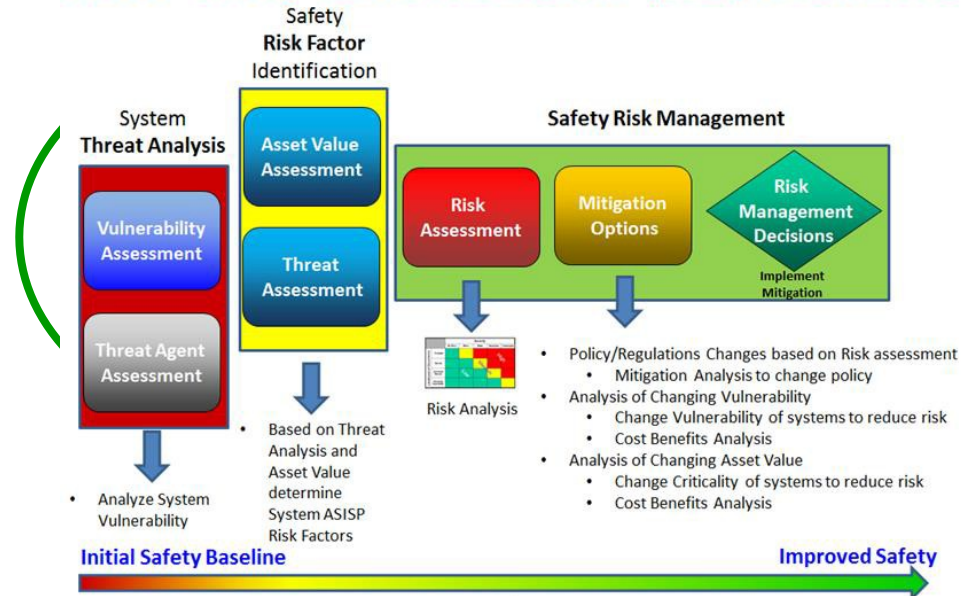 Safety
Risk Factor
Identification
System
Threat Analysis
Safety Risk Management
Asset Value
Assessment
Vulnerability
Assessment
Threat
Assessment
Threat Agent
Assessment
Risk
Assessment
Mitigation
Options
Risk
Management
Decisions
Implement
Mitigation
Risk Analysis
• Analyze System
Vulnerability
• Based on Threat
Analysis and
Asset Value
determine
System ASISP
Risk Factors
• Policy/Regulations Changes based on Risk assessment
• Mitigation Analysis to change policy
• Analysis of Changing Vulnerability
• Change Vulnerability of systems to reduce risk
• Cost Benefits Analysis
• Analysis of Changing Asset Value
• Change Criticality of systems to reduce risk
• Cost Benefits Analysis
Initial Safety Baseline
Improved Safety